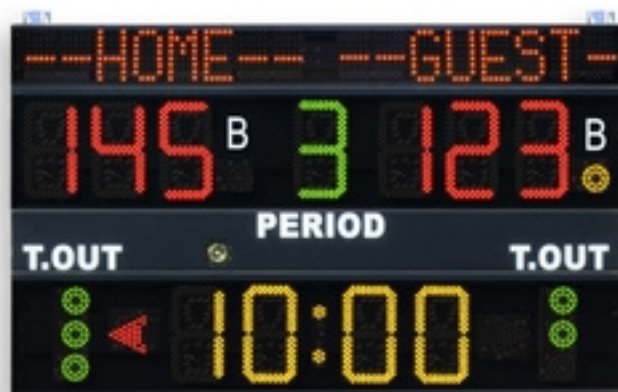 --HOME-- --GUEST-
145 B 3 123 B
PERIOD
T.OUT T.OUT
10:00